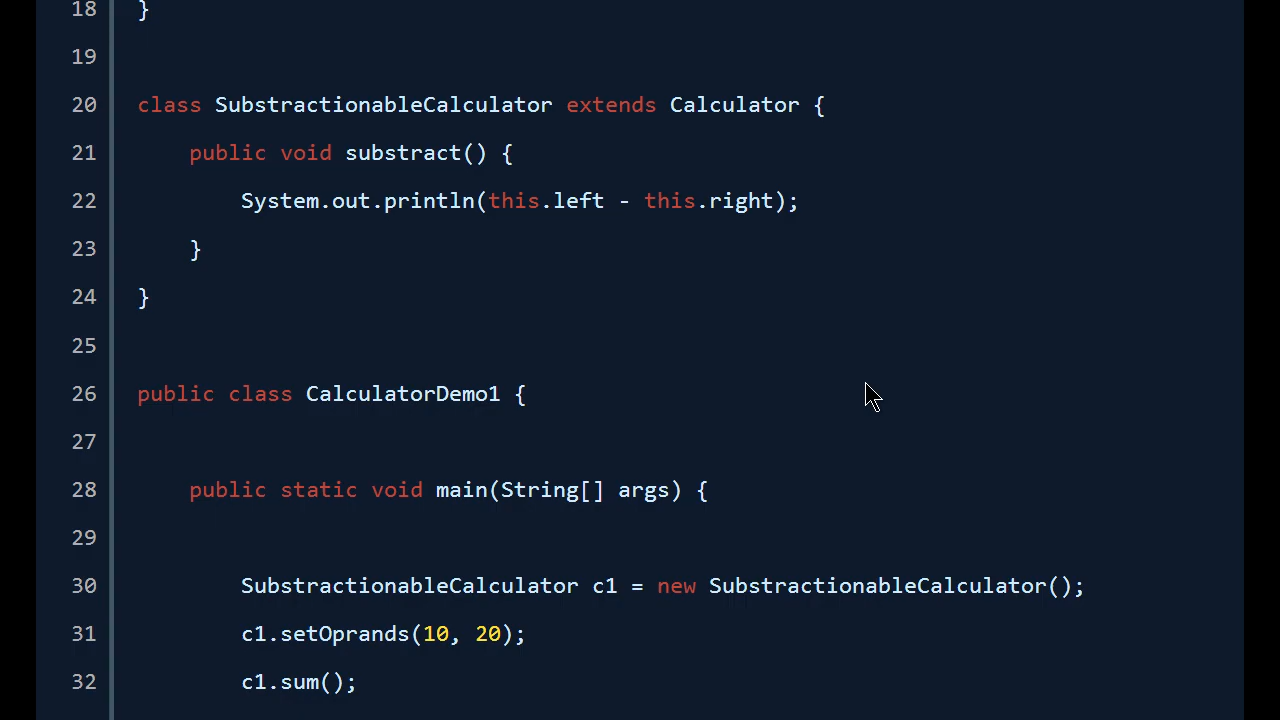 18 }
19
20 class SubstractionableCalculator extends Calculator {
21     public void substract() {
22         System.out.println(this.left - this.right);
23     }
24 }
25
26 public class CalculatorDemo1 {
27
28     public static void main(String[] args) {
29
30         SubstractionableCalculator c1 = new SubstractionableCalculator();
31         c1.setOprands(10, 20);
32         c1.sum();